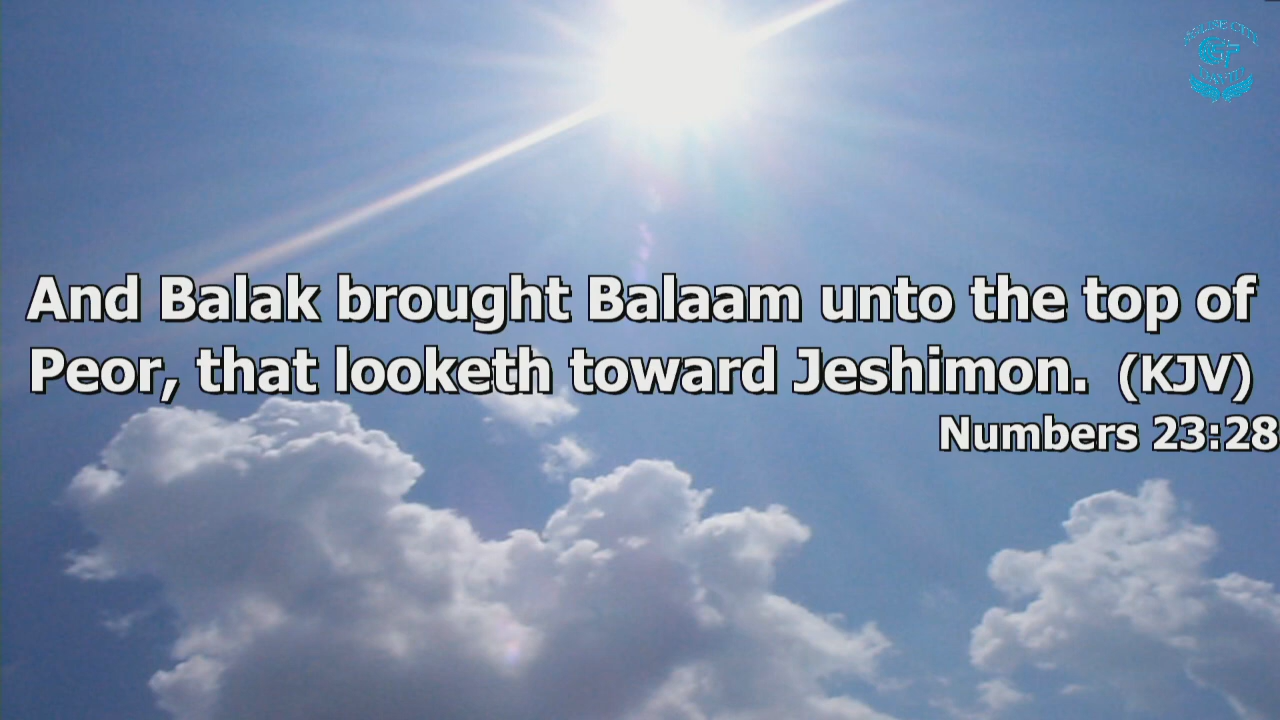 And Balak brought Balaam unto the top of
Peor, that looketh toward Jeshimon. (KJV)
Numbers 23:28